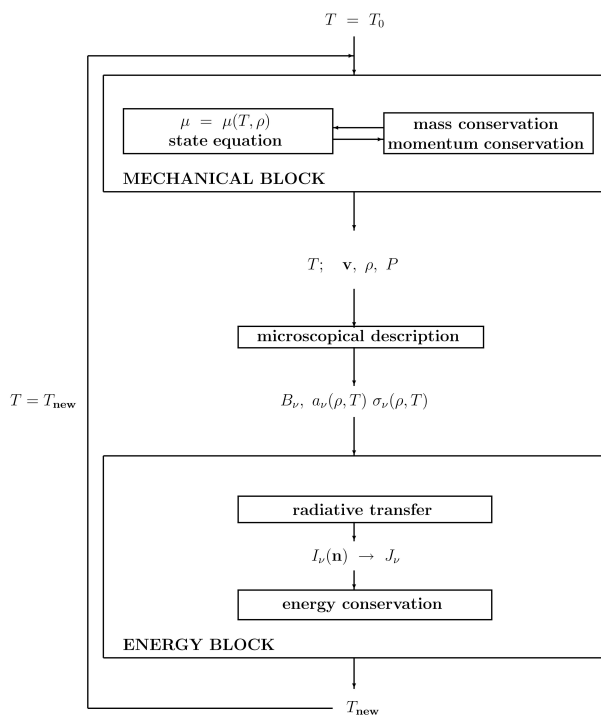 T = T₀
μ = μ(T, ρ)
state equation
mass conservation
momentum conservation
MECHANICAL BLOCK
T; v, ρ, P
microscopical description
T = T_new
B_ν, a_ν(ρ, T) σ_ν(ρ, T)
radiative transfer
I_ν(n) → J_ν
energy conservation
ENERGY BLOCK
T_new